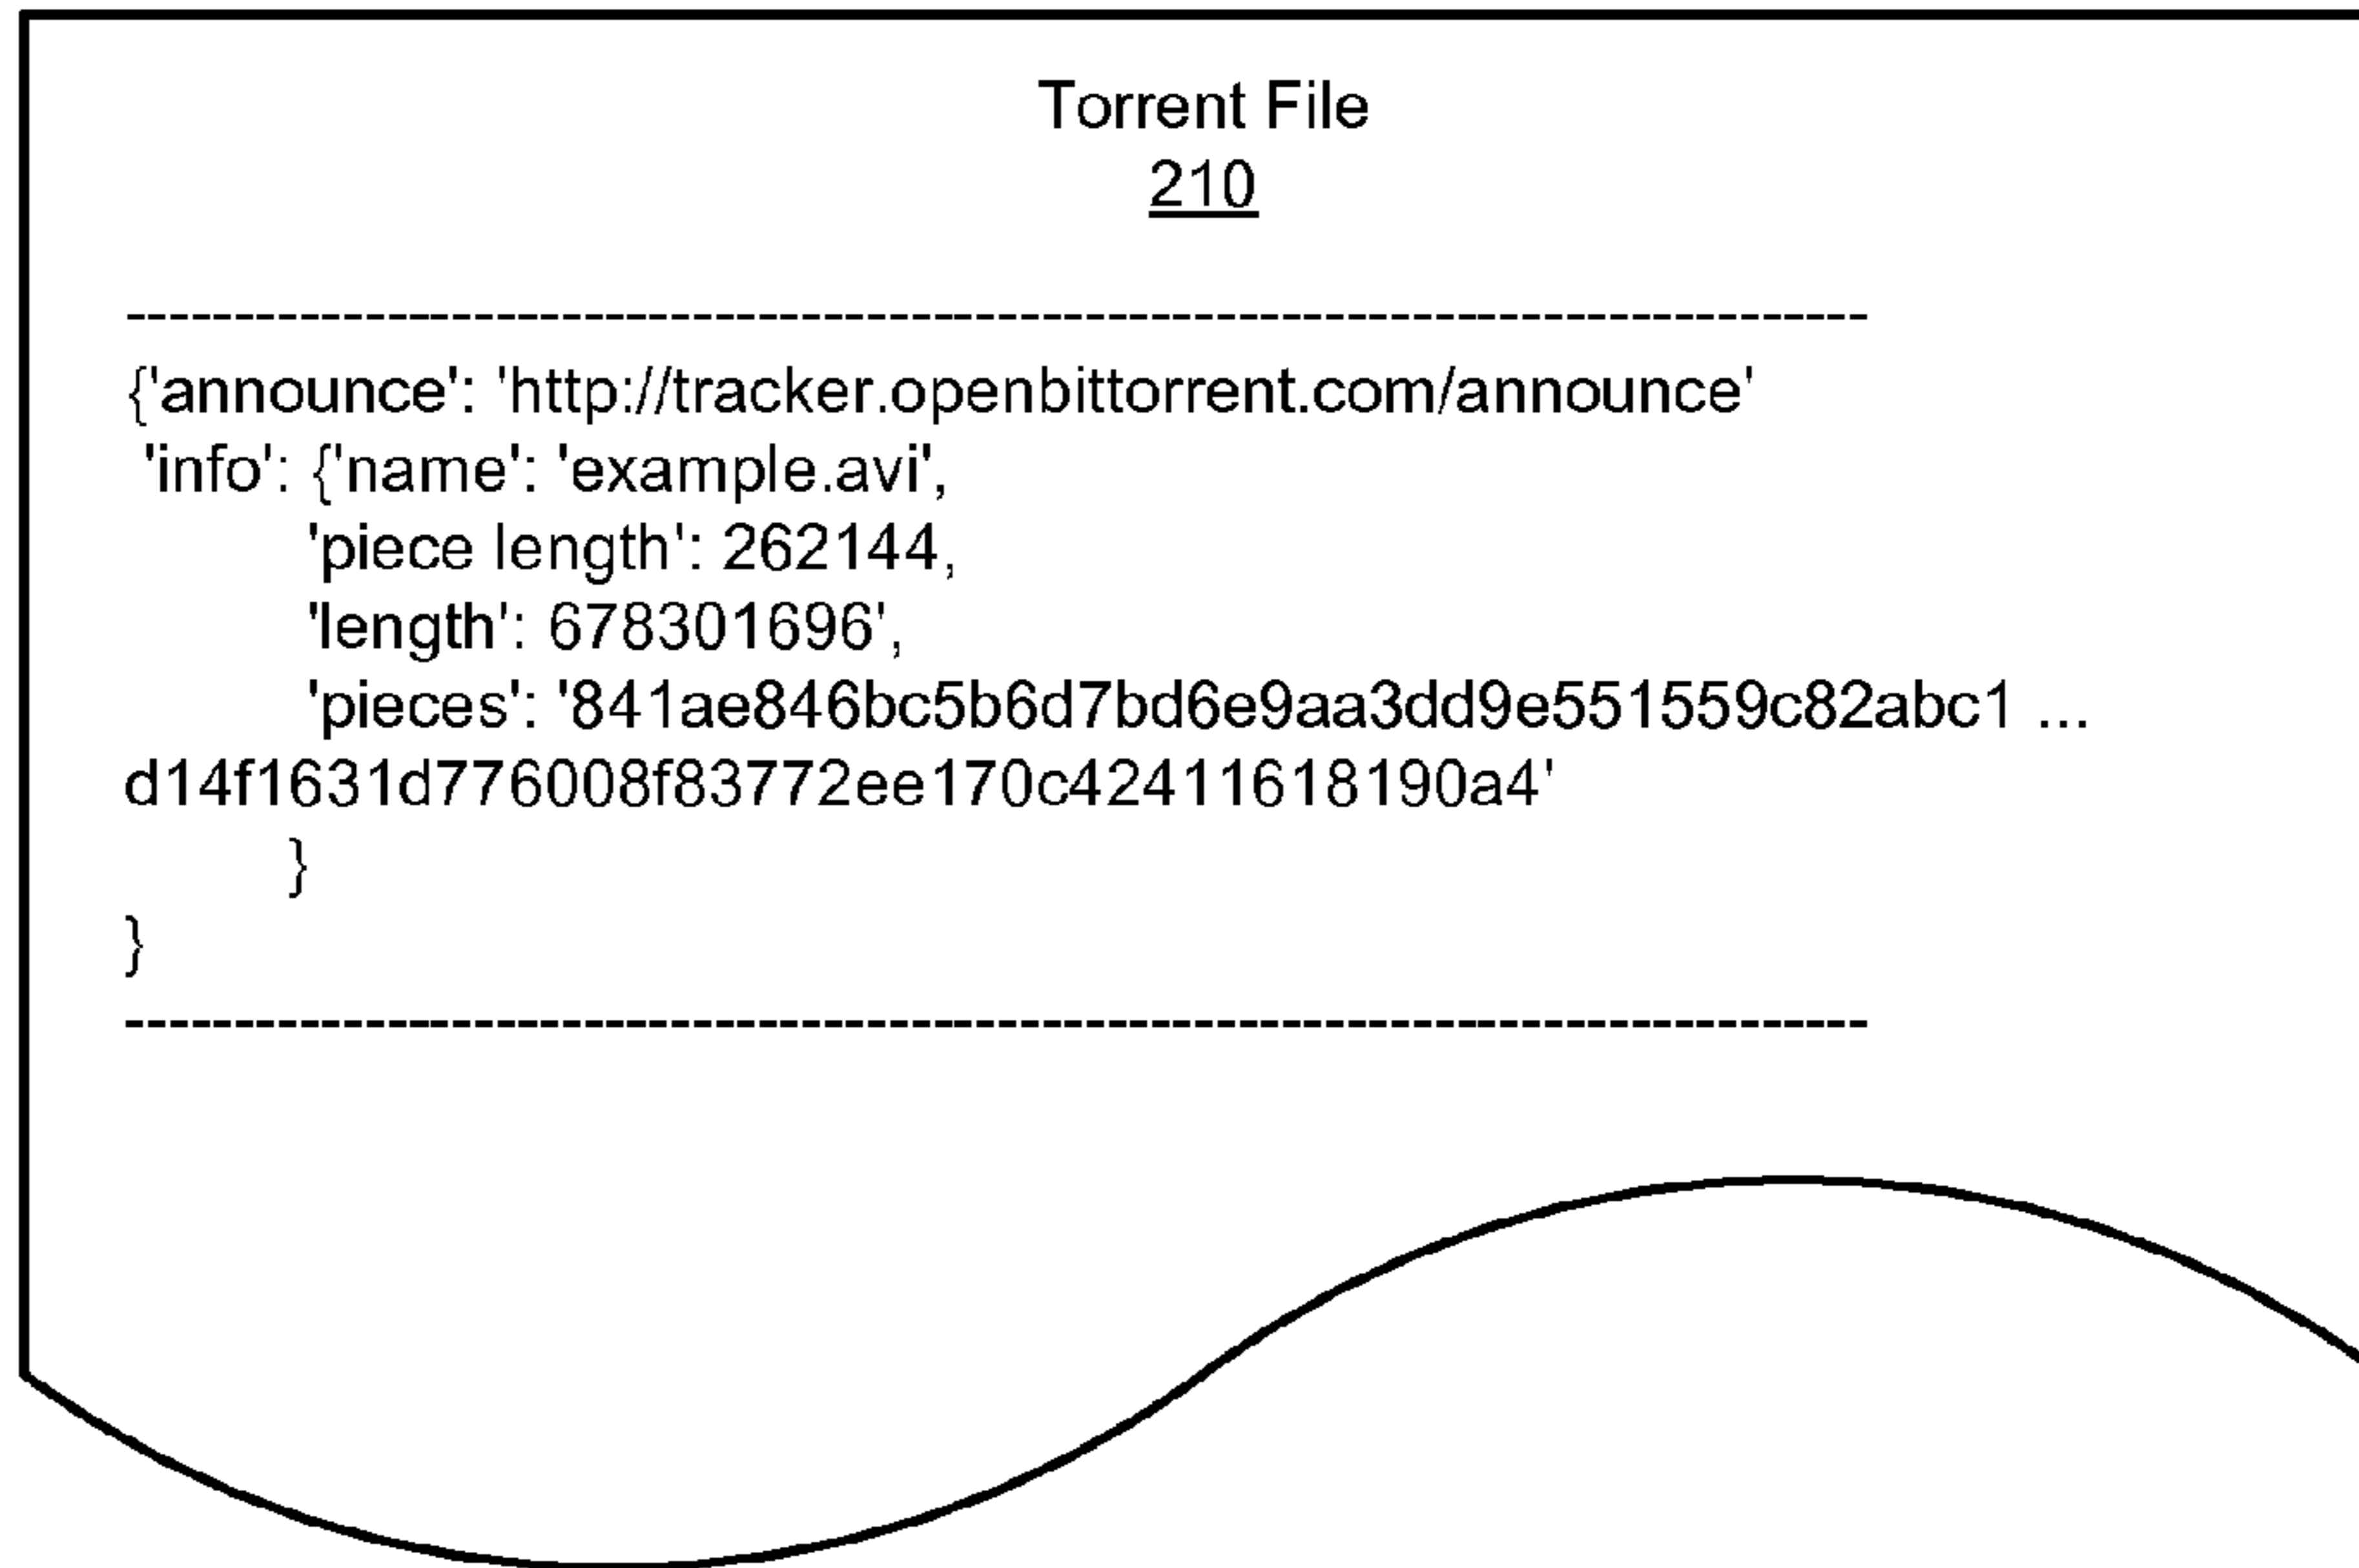 Torrent File
210
--------------------------------------------------------------------------------
{'announce': 'http://tracker.openbittorrent.com/announce'
'info': {'name': 'example.avi',
'piece length': 262144,
'length': 678301696',
'pieces': '841ae846bc5b6d7bd6e9aa3dd9e551559c82abc1 ...
d14f1631d776008f83772ee170c42411618190a4'
}
}
--------------------------------------------------------------------------------